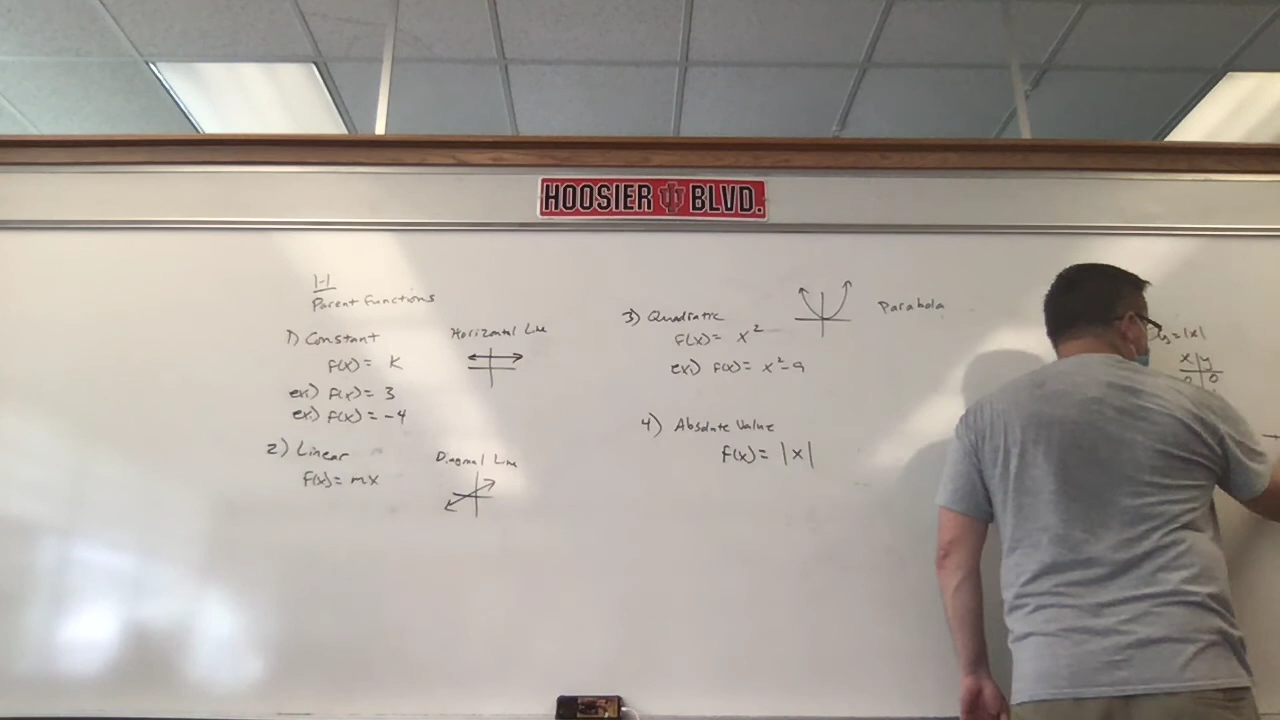 HOOSIER BLVD.
1-1
Parent Functions
1) Constant
Horizontal Line
f(x) = K
ex) f(x) = 3
ex) f(x) = -4
2) Linear
Diagonal Line
f(x) = mx
3) Quadratic
Parabola
f(x) = x²
ex) f(x) = x²-9
4) Absolute Value
f(x) = |x|
y = |x|
x | y
0 | 0